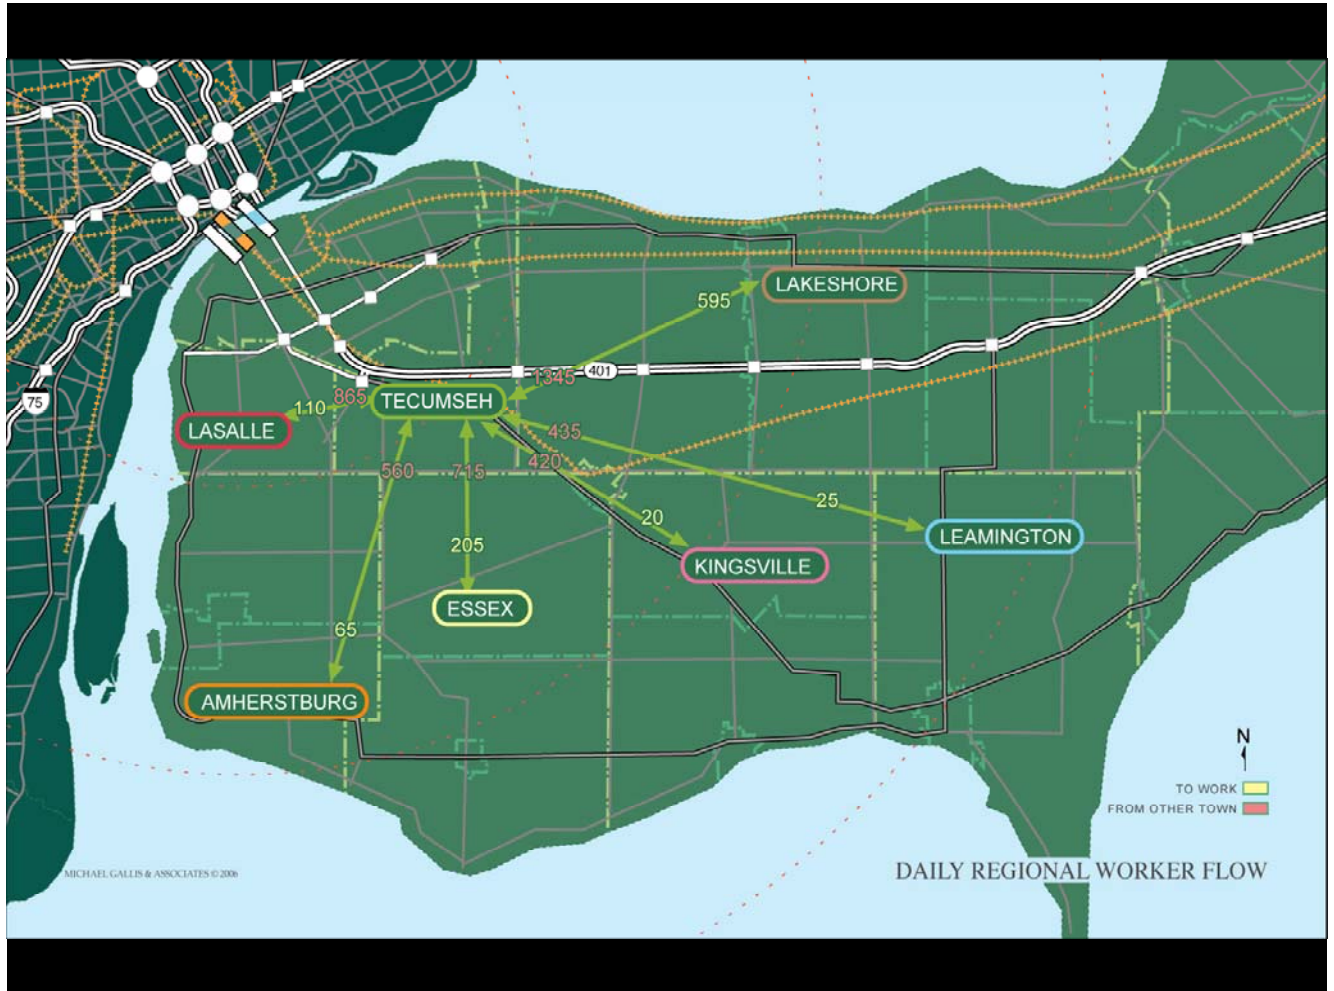 75
401
LAKESHORE
595
1345
TECUMSEH
865
110
LASALLE
435
420
560
715
25
20
LEAMINGTON
205
KINGSVILLE
ESSEX
65
AMHERSTBURG
N
TO WORK
FROM OTHER TOWN
MICHAEL GALLIS & ASSOCIATES © 2006
DAILY REGIONAL WORKER FLOW